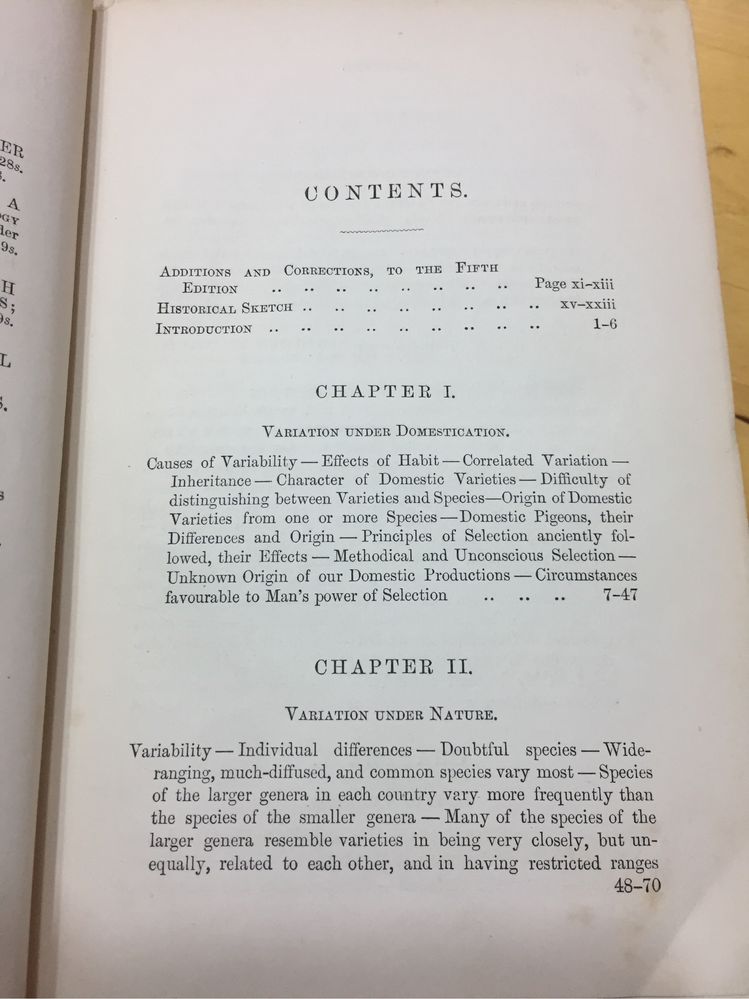 ER
28s.
A
GY
der
9s.
H
S;
9s.
L
CONTENTS.
ADDITIONS AND CORRECTIONS, TO THE FIFTH
EDITION .. .. .. .. .. .. .. .. Page xi–xiii
HISTORICAL SKETCH .. .. .. .. .. .. .. .. xv–xxiii
INTRODUCTION .. .. .. .. .. .. .. .. .. 1–6
CHAPTER I.
VARIATION UNDER DOMESTICATION.
Causes of Variability — Effects of Habit — Correlated Variation —
Inheritance — Character of Domestic Varieties — Difficulty of
distinguishing between Varieties and Species—Origin of Domestic
Varieties from one or more Species — Domestic Pigeons, their
Differences and Origin — Principles of Selection anciently fol-
lowed, their Effects — Methodical and Unconscious Selection —
Unknown Origin of our Domestic Productions — Circumstances
favourable to Man's power of Selection .. .. .. 7–47
CHAPTER II.
VARIATION UNDER NATURE.
Variability — Individual differences — Doubtful species — Wide-
ranging, much-diffused, and common species vary most — Species
of the larger genera in each country vary more frequently than
the species of the smaller genera — Many of the species of the
larger genera resemble varieties in being very closely, but un-
equally, related to each other, and in having restricted ranges
48–70